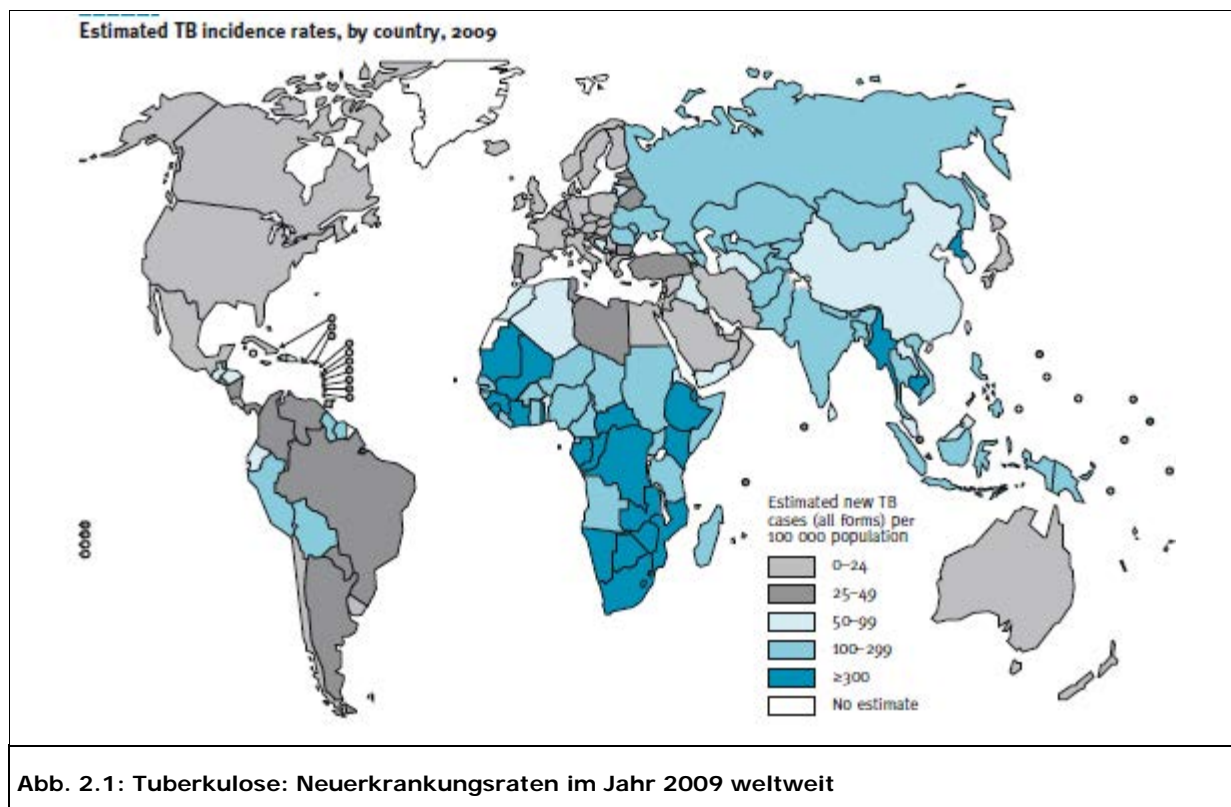 Estimated TB incidence rates, by country, 2009
Estimated new TB
cases (all forms) per
100 000 population
0–24
25–49
50–99
100–299
≥300
No estimate
Abb. 2.1: Tuberkulose: Neuerkrankungsraten im Jahr 2009 weltweit